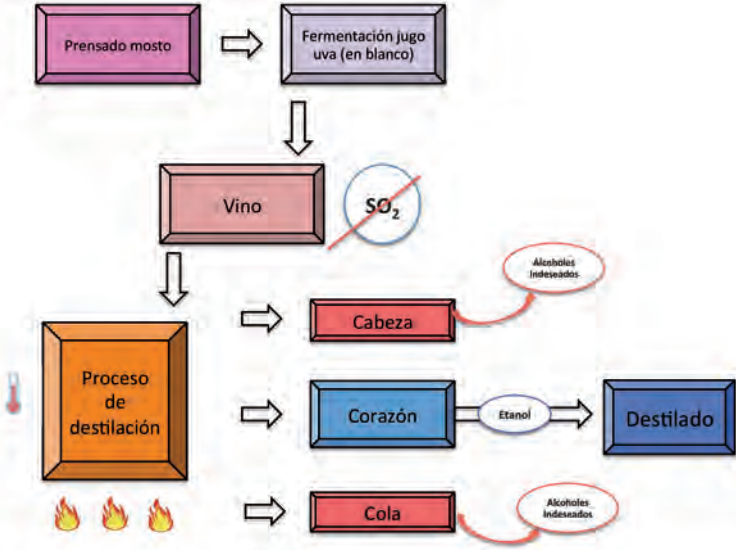 Prensado mosto
Fermentación jugo
uva (en blanco)
Vino
SO₂
Alcoholes
Indeseados
Cabeza
Proceso
de
destilación
Corazón
Etanol
Destilado
Cola
Alcoholes
Indeseados